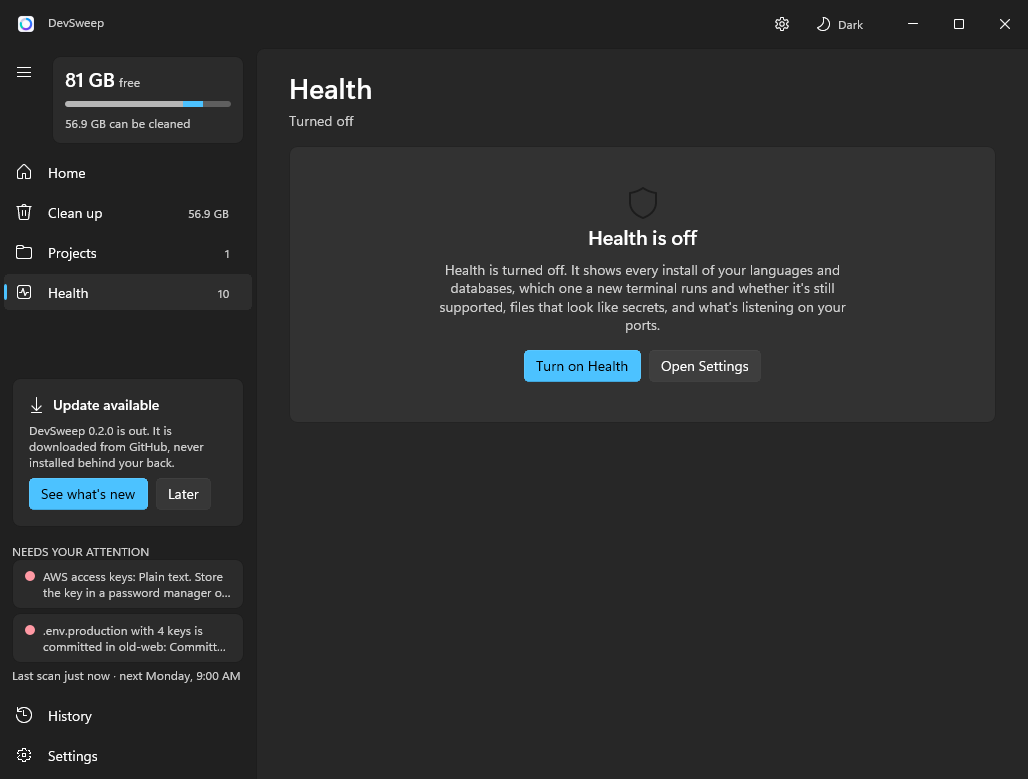 DevSweep
Dark
81 GB free
56.9 GB can be cleaned
Home
Clean up 56.9 GB
Projects 1
Health 10
Update available
DevSweep 0.2.0 is out. It is
downloaded from GitHub, never
installed behind your back.
See what's new Later
NEEDS YOUR ATTENTION
AWS access keys: Plain text. Store
the key in a password manager o...
.env.production with 4 keys is
committed in old-web: Committ...
Last scan just now · next Monday, 9:00 AM
History
Settings
Health
Turned off
Health is off
Health is turned off. It shows every install of your languages and
databases, which one a new terminal runs and whether it's still
supported, files that look like secrets, and what's listening on your
ports.
Turn on Health Open Settings